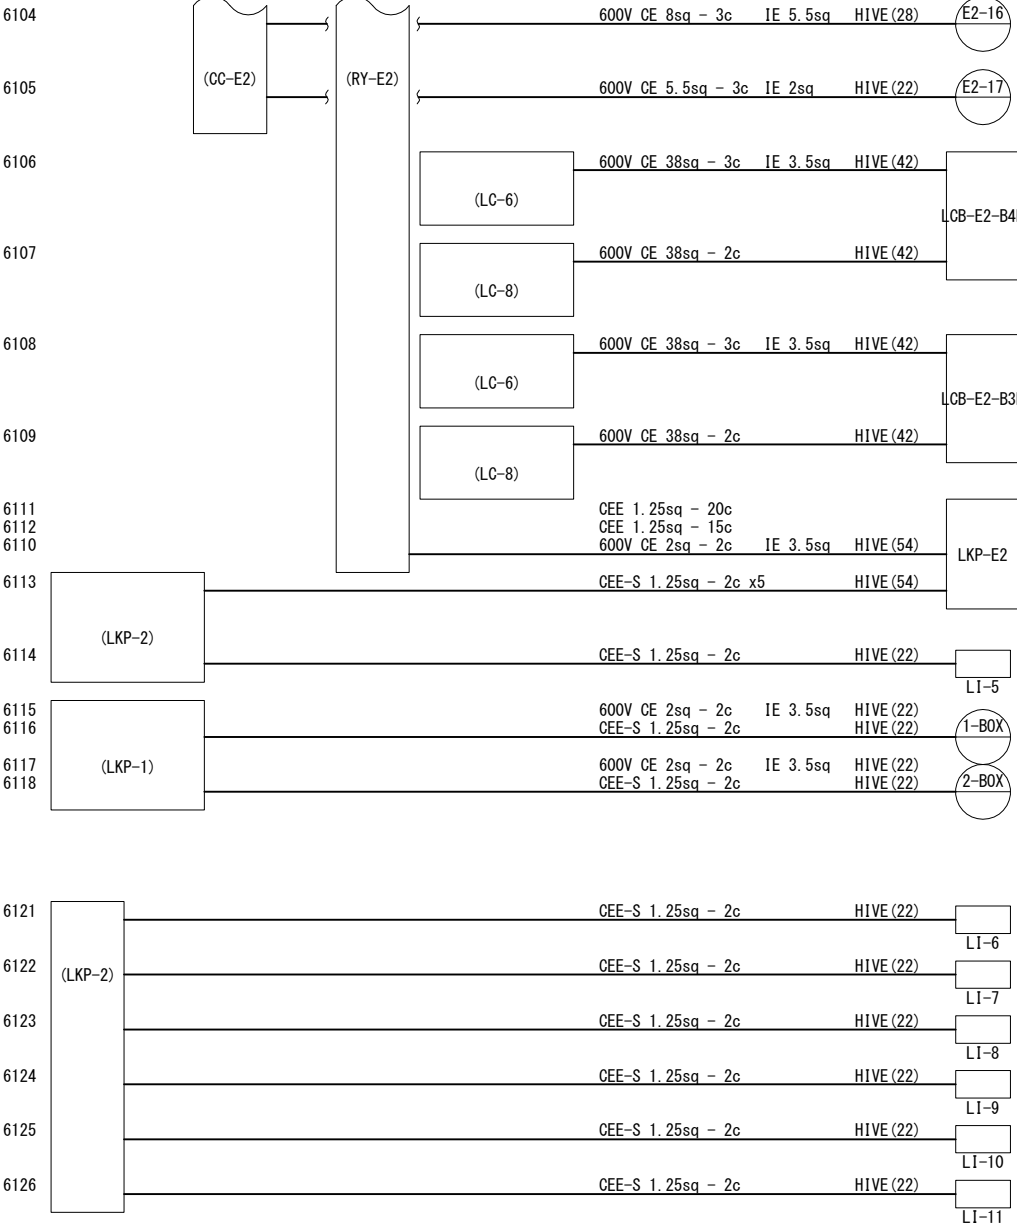 6104 600V CE 8sq - 3c IE 5.5sq HIVE(28) E2-16
(CC-E2) (RY-E2)
6105 600V CE 5.5sq - 3c IE 2sq HIVE(22) E2-17
6106 600V CE 38sq - 3c IE 3.5sq HIVE(42)
(LC-6)
LCB-E2-B4
6107 600V CE 38sq - 2c HIVE(42)
(LC-8)
6108 600V CE 38sq - 3c IE 3.5sq HIVE(42)
(LC-6)
LCB-E2-B3
6109 600V CE 38sq - 2c HIVE(42)
(LC-8)
6111 CEE 1.25sq - 20c
6112 CEE 1.25sq - 15c
6110 600V CE 2sq - 2c IE 3.5sq HIVE(54)
LKP-E2
6113 CEE-S 1.25sq - 2c x5 HIVE(54)
(LKP-2)
6114 CEE-S 1.25sq - 2c HIVE(22)
LI-5
6115 600V CE 2sq - 2c IE 3.5sq HIVE(22)
6116 CEE-S 1.25sq - 2c HIVE(22) 1-BOX
(LKP-1)
6117 600V CE 2sq - 2c IE 3.5sq HIVE(22)
6118 CEE-S 1.25sq - 2c HIVE(22) 2-BOX
6121 CEE-S 1.25sq - 2c HIVE(22)
LI-6
6122 CEE-S 1.25sq - 2c HIVE(22)
(LKP-2)
LI-7
6123 CEE-S 1.25sq - 2c HIVE(22)
LI-8
6124 CEE-S 1.25sq - 2c HIVE(22)
LI-9
6125 CEE-S 1.25sq - 2c HIVE(22)
LI-10
6126 CEE-S 1.25sq - 2c HIVE(22)
LI-11